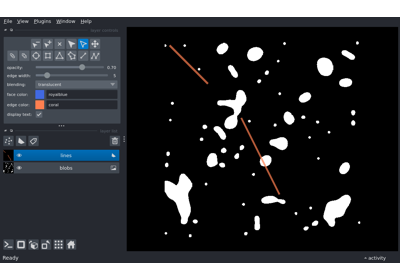 File View Plugins Window Help
opacity: 0.70
edge width: 5
blending: translucent
face color: royalblue
edge color: coral
display text: ✓
lines
blobs
Ready
activity